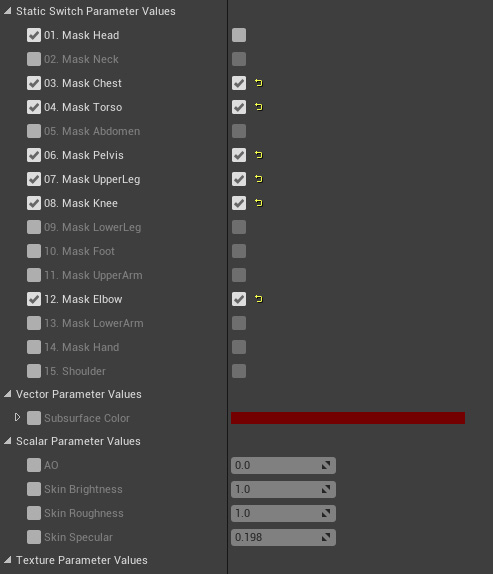 Static Switch Parameter Values
01. Mask Head
02. Mask Neck
03. Mask Chest
04. Mask Torso
05. Mask Abdomen
06. Mask Pelvis
07. Mask UpperLeg
08. Mask Knee
09. Mask LowerLeg
10. Mask Foot
11. Mask UpperArm
12. Mask Elbow
13. Mask LowerArm
14. Mask Hand
15. Shoulder
Vector Parameter Values
Subsurface Color
Scalar Parameter Values
AO 0.0
Skin Brightness 1.0
Skin Roughness 1.0
Skin Specular 0.198
Texture Parameter Values